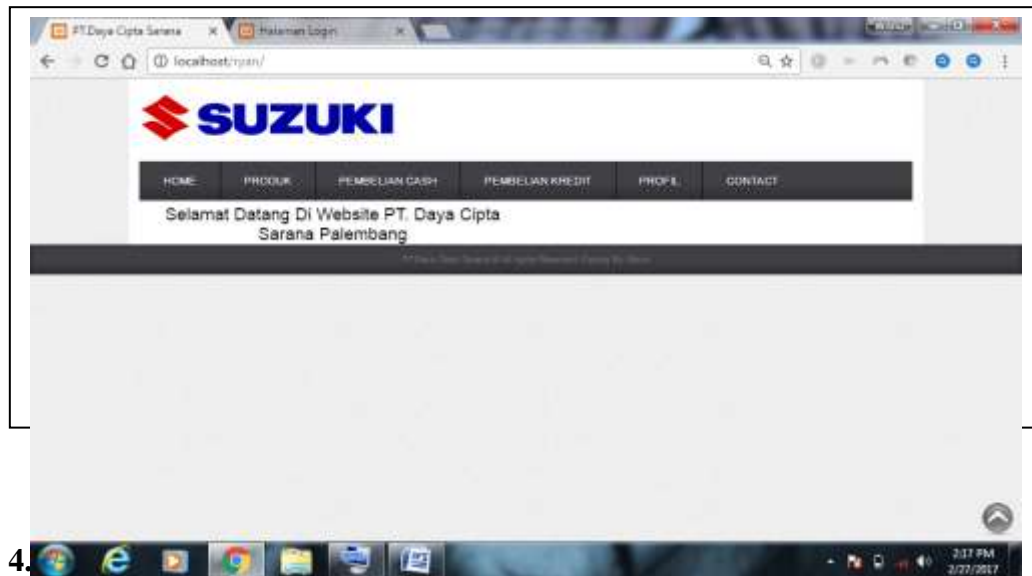 PT.Daya Cipta Sarana
Halaman Login
localhost/ryan/
SUZUKI
HOME PRODUK PEMBELIAN CASH PEMBELIAN KREDIT PROFIL CONTACT
Selamat Datang Di Website PT. Daya Cipta
Sarana Palembang
4.
2:17 PM
2/27/2017